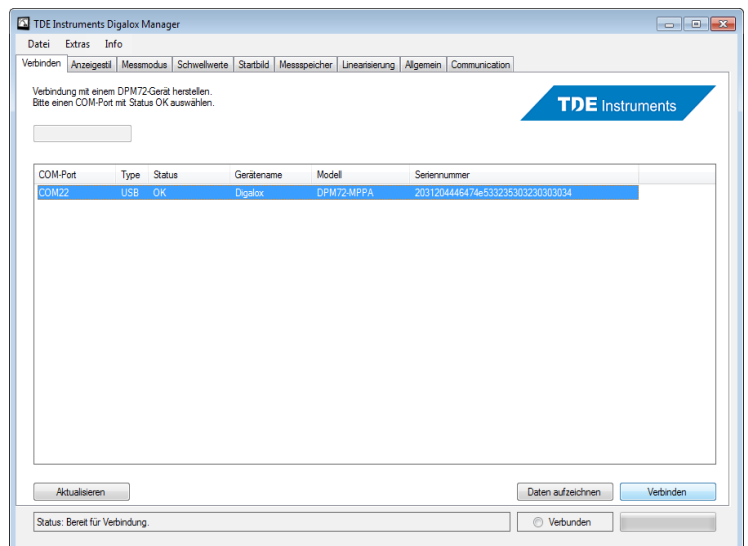 TDE Instruments Digalox Manager
Datei Extras Info
Verbinden Anzeigestil Messmodus Schwellwerte Startbild Messspeicher Linearisierung Allgemein Communication
Verbindung mit einem DPM72-Gerät herstellen.
Bitte einen COM-Port mit Status OK auswählen.
TDE Instruments
COM-Port Type Status Gerätename Modell Seriennummer
COM22 USB OK Digalox DPM72-MPPA 2031204446474e533235303230303034
Aktualisieren Daten aufzeichnen Verbinden
Status: Bereit für Verbindung. Verbunden